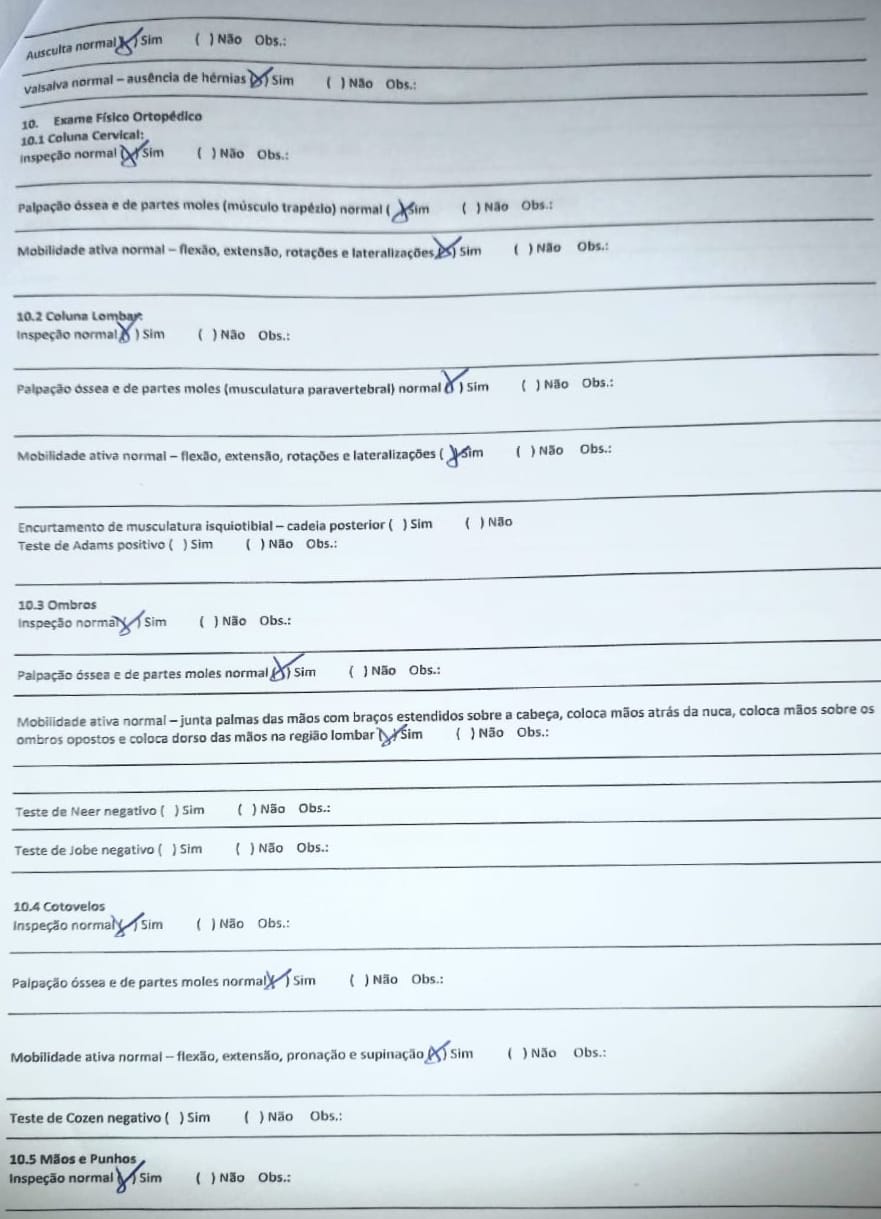 Ausculta normal (X) Sim ( ) Não Obs.:
Valsalva normal – ausência de hérnias (X) Sim ( ) Não Obs.:
10. Exame Físico Ortopédico
10.1 Coluna Cervical:
Inspeção normal (X) Sim ( ) Não Obs.:
Palpação óssea e de partes moles (músculo trapézio) normal (X) Sim ( ) Não Obs.:
Mobilidade ativa normal – flexão, extensão, rotações e lateralizações (X) Sim ( ) Não Obs.:
10.2 Coluna Lombar:
Inspeção normal (X) Sim ( ) Não Obs.:
Palpação óssea e de partes moles (musculatura paravertebral) normal (X) Sim ( ) Não Obs.:
Mobilidade ativa normal – flexão, extensão, rotações e lateralizações (X) Sim ( ) Não Obs.:
Encurtamento de musculatura isquiotibial – cadeia posterior ( ) Sim ( ) Não
Teste de Adams positivo ( ) Sim ( ) Não Obs.:
10.3 Ombros
Inspeção normal (X) Sim ( ) Não Obs.:
Palpação óssea e de partes moles normal (X) Sim ( ) Não Obs.:
Mobilidade ativa normal – junta palmas das mãos com braços estendidos sobre a cabeça, coloca mãos atrás da nuca, coloca mãos sobre os
ombros opostos e coloca dorso das mãos na região lombar (X) Sim ( ) Não Obs.:
Teste de Neer negativo ( ) Sim ( ) Não Obs.:
Teste de Jobe negativo ( ) Sim ( ) Não Obs.:
10.4 Cotovelos
Inspeção normal (X) Sim ( ) Não Obs.:
Palpação óssea e de partes moles normal (X) Sim ( ) Não Obs.:
Mobilidade ativa normal – flexão, extensão, pronação e supinação (X) Sim ( ) Não Obs.:
Teste de Cozen negativo ( ) Sim ( ) Não Obs.:
10.5 Mãos e Punhos
Inspeção normal (X) Sim ( ) Não Obs.: